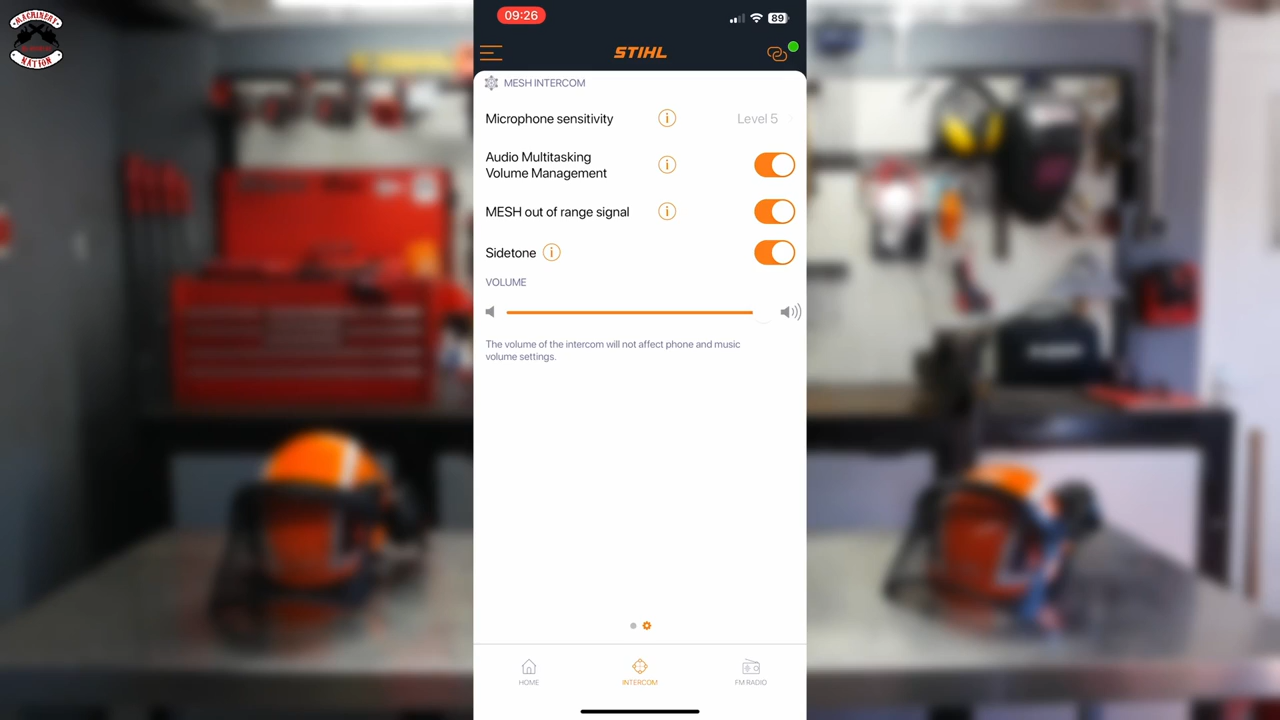 MACHINERY
NATION
09:26
89
STIHL
MESH INTERCOM
Microphone sensitivity
Level 5
Audio Multitasking
Volume Management
MESH out of range signal
Sidetone
VOLUME
The volume of the intercom will not affect phone and music
volume settings.
HOME
INTERCOM
FM RADIO